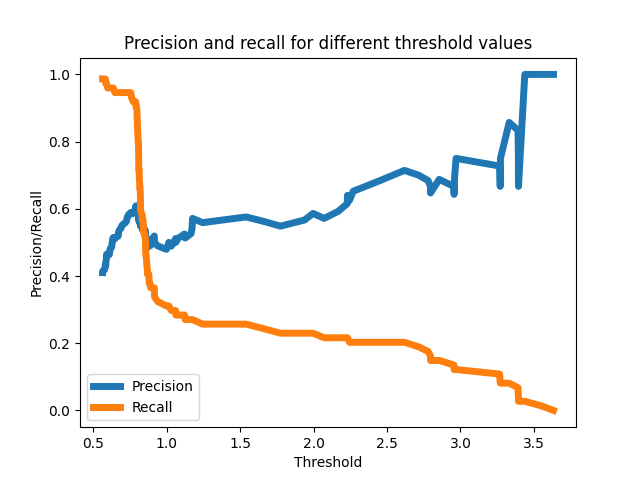 Precision and recall for different threshold values
Precision/Recall
1.0
0.8
0.6
0.4
0.2
0.0
Precision
Recall
0.5 1.0 1.5 2.0 2.5 3.0 3.5
Threshold